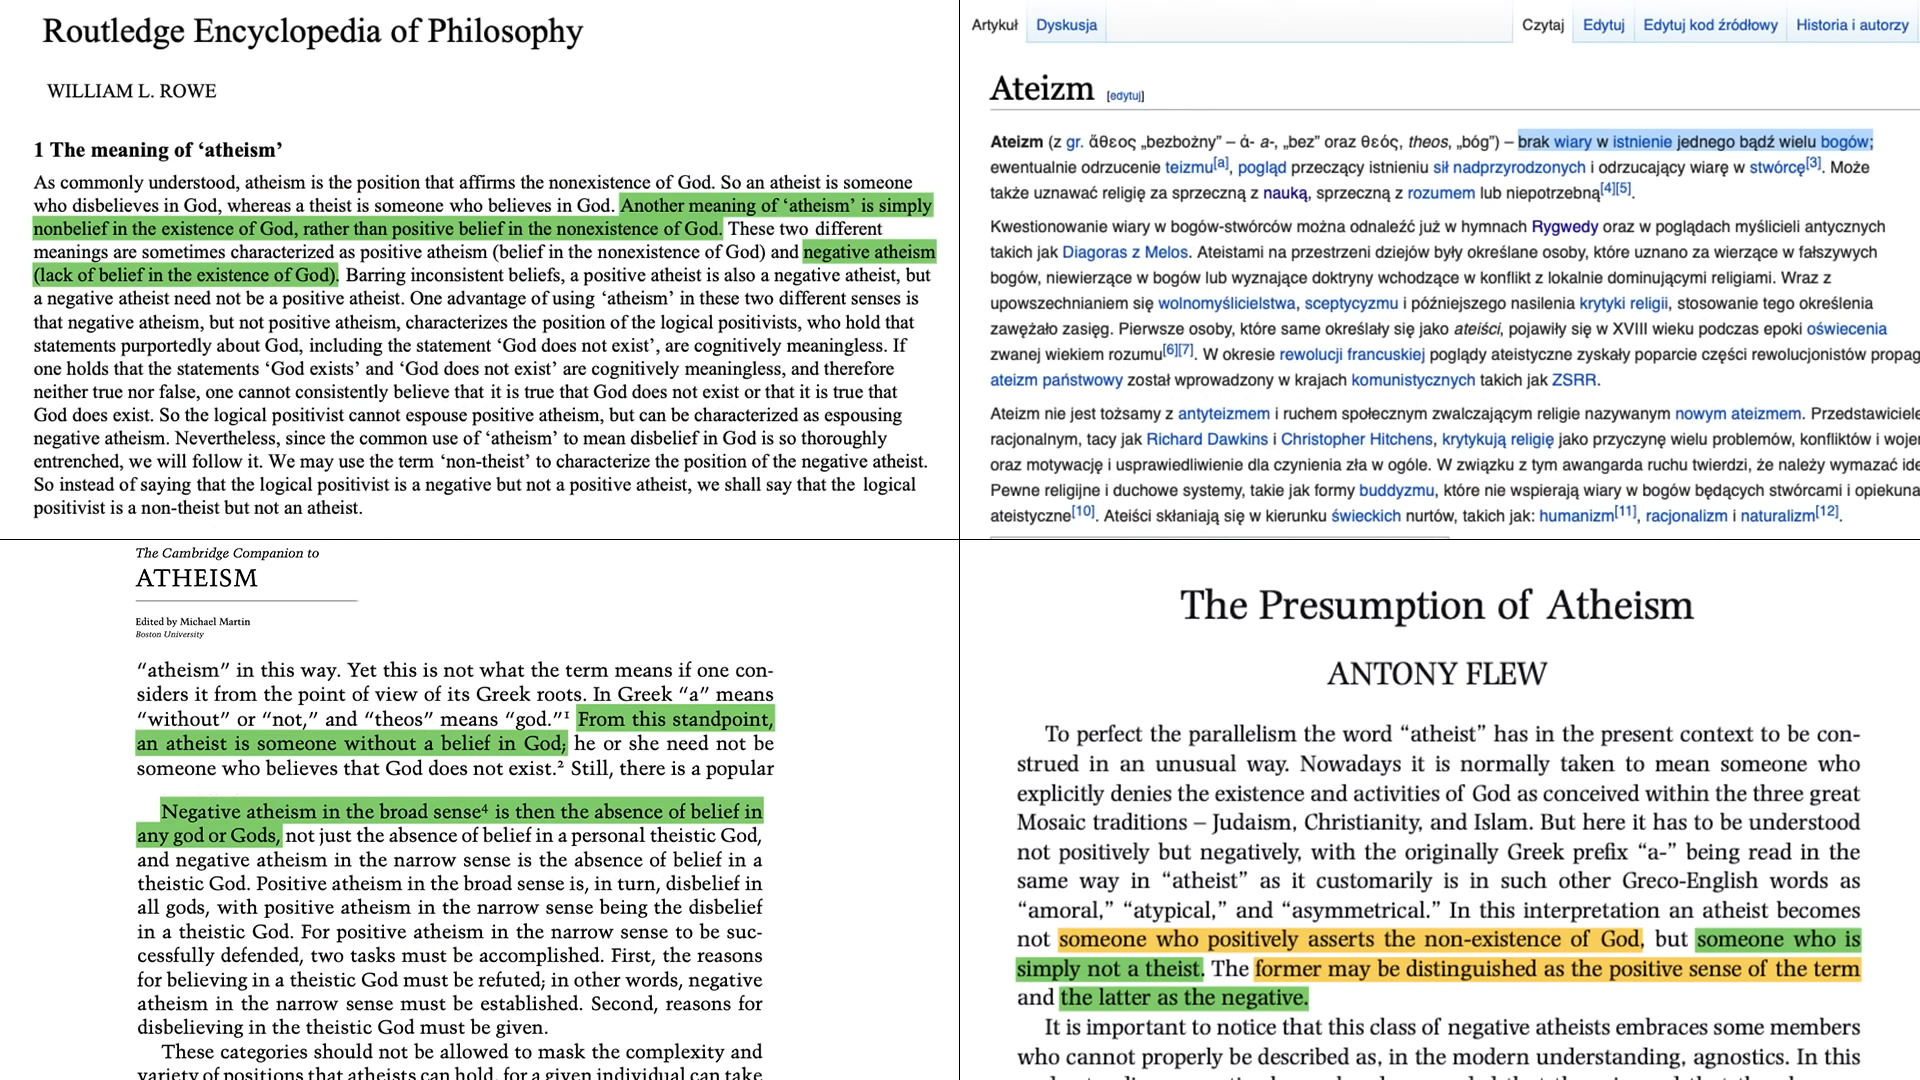 Routledge Encyclopedia of Philosophy
WILLIAM L. ROWE
1 The meaning of ‘atheism’
As commonly understood, atheism is the position that affirms the nonexistence of God. So an atheist is someone
who disbelieves in God, whereas a theist is someone who believes in God. Another meaning of ‘atheism’ is simply
nonbelief in the existence of God, rather than positive belief in the nonexistence of God. These two different
meanings are sometimes characterized as positive atheism (belief in the nonexistence of God) and negative atheism
(lack of belief in the existence of God). Barring inconsistent beliefs, a positive atheist is also a negative atheist, but
a negative atheist need not be a positive atheist. One advantage of using ‘atheism’ in these two different senses is
that negative atheism, but not positive atheism, characterizes the position of the logical positivists, who hold that
statements purportedly about God, including the statement ‘God does not exist’, are cognitively meaningless. If
one holds that the statements ‘God exists’ and ‘God does not exist’ are cognitively meaningless, and therefore
neither true nor false, one cannot consistently believe that it is true that God does not exist or that it is true that
God does exist. So the logical positivist cannot espouse positive atheism, but can be characterized as espousing
negative atheism. Nevertheless, since the common use of ‘atheism’ to mean disbelief in God is so thoroughly
entrenched, we will follow it. We may use the term ‘non-theist’ to characterize the position of the negative atheist.
So instead of saying that the logical positivist is a negative but not a positive atheist, we shall say that the logical
positivist is a non-theist but not an atheist.
Artykuł Dyskusja Czytaj Edytuj Edytuj kod źródłowy Historia i autorzy
Ateizm [edytuj]
Ateizm (z gr. ἄθεος „bezbożny” – ἀ- a-, „bez” oraz θεός, theos, „bóg”) – brak wiary w istnienie jednego bądź wielu bogów;
ewentualnie odrzucenie teizmu[a], pogląd przeczący istnieniu sił nadprzyrodzonych i odrzucający wiarę w stwórcę[3]. Może
także uznawać religię za sprzeczną z nauką, sprzeczną z rozumem lub niepotrzebną[4][5].
Kwestionowanie wiary w bogów-stwórców można odnaleźć już w hymnach Rygwedy oraz w poglądach myślicieli antycznych
takich jak Diagoras z Melos. Ateistami na przestrzeni dziejów były określane osoby, które uznano za wierzące w fałszywych
bogów, niewierzące w bogów lub wyznające doktryny wchodzące w konflikt z lokalnie dominującymi religiami. Wraz z
upowszechnianiem się wolnomyślicielstwa, sceptycyzmu i późniejszego nasilenia krytyki religii, stosowanie tego określenia
zawężało zasięg. Pierwsze osoby, które same określały się jako ateiści, pojawiły się w XVIII wieku podczas epoki oświecenia
zwanej wiekiem rozumu[6][7]. W okresie rewolucji francuskiej poglądy ateistyczne zyskały poparcie części rewolucjonistów propag
ateizm państwowy został wprowadzony w krajach komunistycznych takich jak ZSRR.
Ateizm nie jest tożsamy z antyteizmem i ruchem społecznym zwalczającym religie nazywanym nowym ateizmem. Przedstawiciele
racjonalnym, tacy jak Richard Dawkins i Christopher Hitchens, krytykują religię jako przyczynę wielu problemów, konfliktów i wojen
oraz motywację i usprawiedliwienie dla czynienia zła w ogóle. W związku z tym awangarda ruchu twierdzi, że należy wymazać ide
Pewne religijne i duchowe systemy, takie jak formy buddyzmu, które nie wspierają wiary w bogów będących stwórcami i opiekuna
ateistyczne[10]. Ateiści skłaniają się w kierunku świeckich nurtów, takich jak: humanizm[11], racjonalizm i naturalizm[12].
The Cambridge Companion to
ATHEISM
Edited by Michael Martin
Boston University
“atheism” in this way. Yet this is not what the term means if one con-
siders it from the point of view of its Greek roots. In Greek “a” means
“without” or “not,” and “theos” means “god.”¹ From this standpoint,
an atheist is someone without a belief in God; he or she need not be
someone who believes that God does not exist.² Still, there is a popular
Negative atheism in the broad sense⁴ is then the absence of belief in
any god or Gods, not just the absence of belief in a personal theistic God,
and negative atheism in the narrow sense is the absence of belief in a
theistic God. Positive atheism in the broad sense is, in turn, disbelief in
all gods, with positive atheism in the narrow sense being the disbelief
in a theistic God. For positive atheism in the narrow sense to be suc-
cessfully defended, two tasks must be accomplished. First, the reasons
for believing in a theistic God must be refuted; in other words, negative
atheism in the narrow sense must be established. Second, reasons for
disbelieving in the theistic God must be given.
These categories should not be allowed to mask the complexity and
variety of positions that atheists can hold, for a given individual can take
The Presumption of Atheism
ANTONY FLEW
To perfect the parallelism the word “atheist” has in the present context to be con-
strued in an unusual way. Nowadays it is normally taken to mean someone who
explicitly denies the existence and activities of God as conceived within the three great
Mosaic traditions – Judaism, Christianity, and Islam. But here it has to be understood
not positively but negatively, with the originally Greek prefix “a-” being read in the
same way in “atheist” as it customarily is in such other Greco-English words as
“amoral,” “atypical,” and “asymmetrical.” In this interpretation an atheist becomes
not someone who positively asserts the non-existence of God, but someone who is
simply not a theist. The former may be distinguished as the positive sense of the term
and the latter as the negative.
It is important to notice that this class of negative atheists embraces some members
who cannot properly be described as, in the modern understanding, agnostics. In this